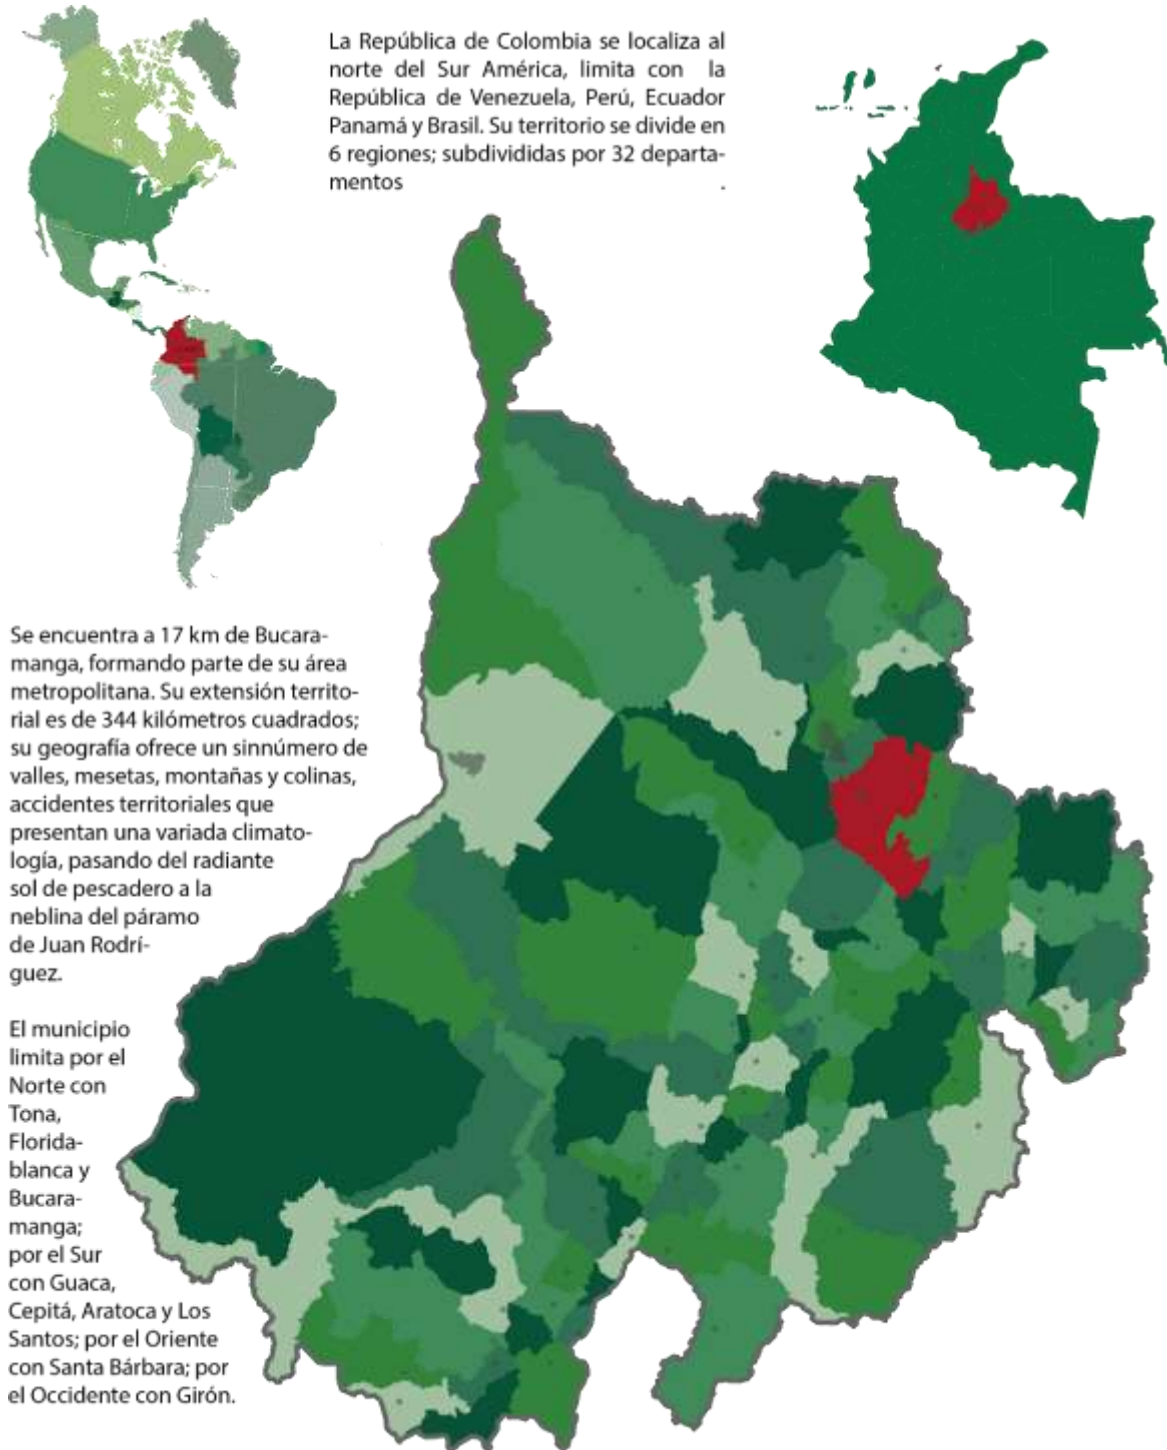 La República de Colombia se localiza al
norte del Sur América, limita con la
República de Venezuela, Perú, Ecuador
Panamá y Brasil. Su territorio se divide en
6 regiones; subdivididas por 32 departa-
mentos .
Se encuentra a 17 km de Bucara-
manga, formando parte de su área
metropolitana. Su extensión territo-
rial es de 344 kilómetros cuadrados;
su geografía ofrece un sinnúmero de
valles, mesetas, montañas y colinas,
accidentes territoriales que
presentan una variada climato-
logía, pasando del radiante
sol de pescadero a la
neblina del páramo
de Juan Rodrí-
guez.
El municipio
limita por el
Norte con
Tona,
Florida-
blanca y
Bucara-
manga;
por el Sur
con Guaca,
Cepitá, Aratoca y Los
Santos; por el Oriente
con Santa Bárbara; por
el Occidente con Girón.